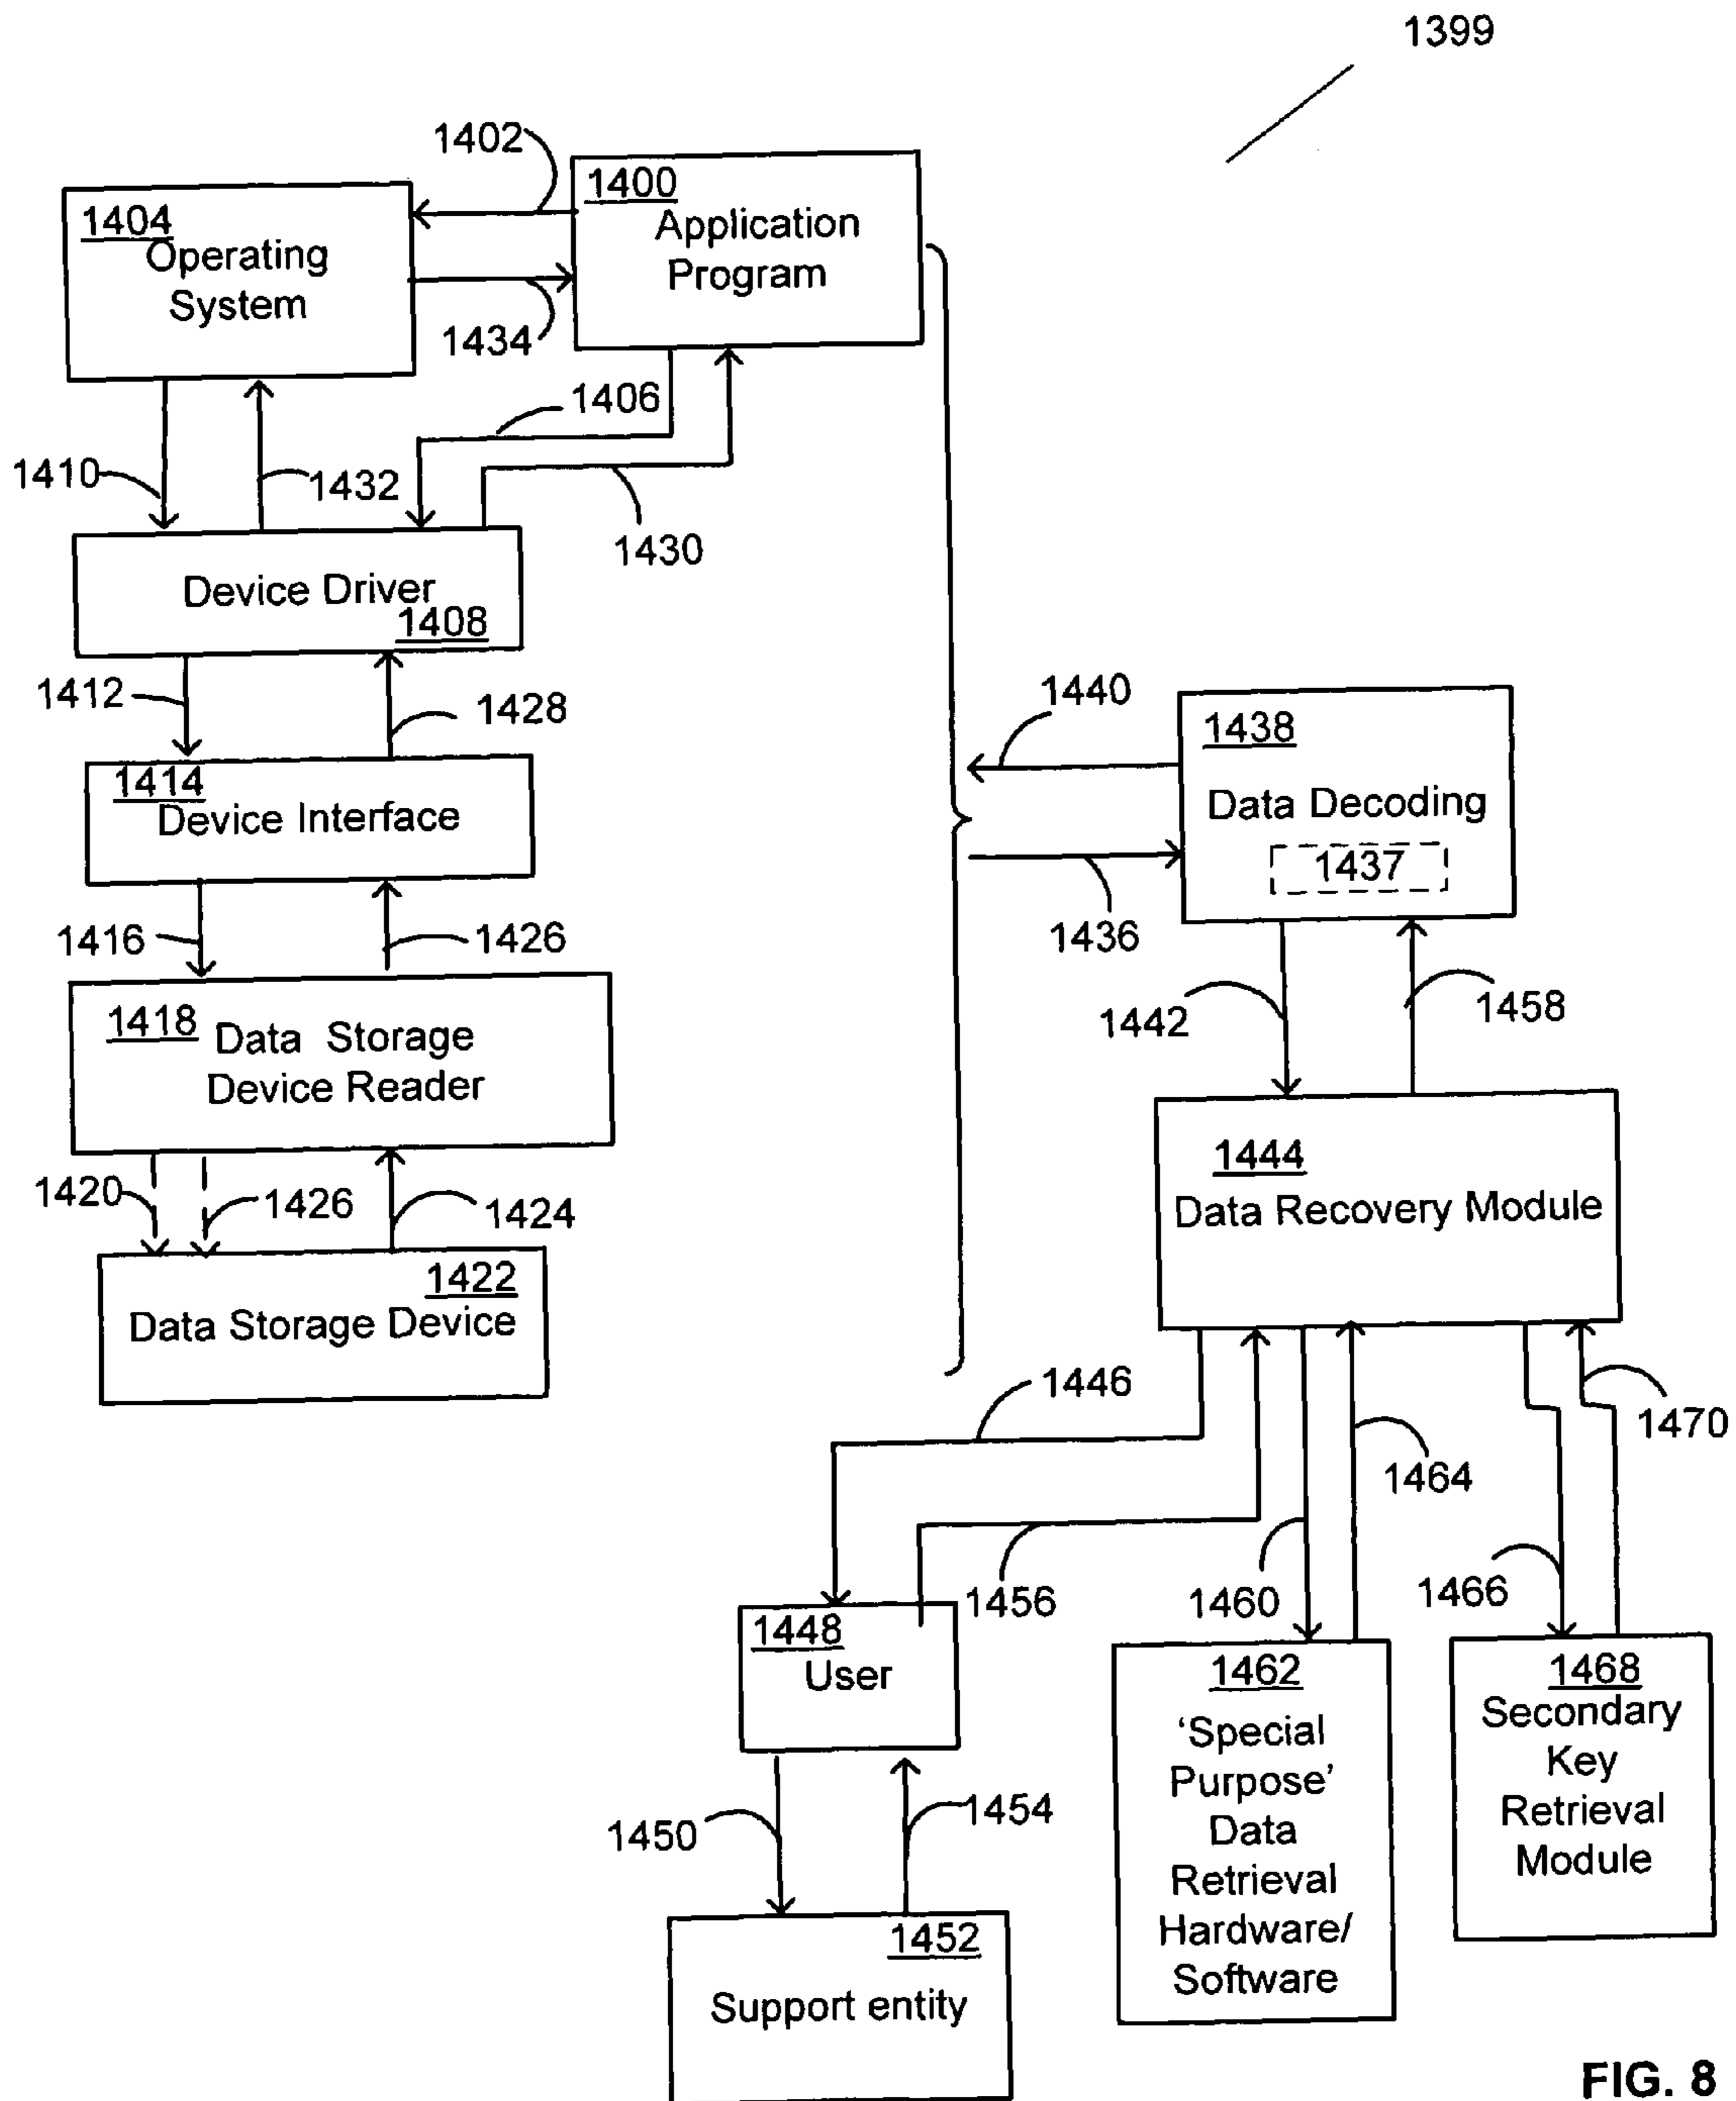 1399
1402
1400
Application
Program
1404
Operating
System
1434
1406
1410
1432
1430
Device Driver
1408
1412
1428
1440
1438
Data Decoding
1437
1414
Device Interface
1436
1416
1426
1442
1458
1418
Data Storage
Device Reader
1444
Data Recovery Module
1420
1426
1424
1422
Data Storage Device
1446
1470
1464
1456
1460
1466
1448
User
1462
'Special
Purpose'
Data
Retrieval
Hardware/
Software
1468
Secondary
Key
Retrieval
Module
1450
1454
1452
Support entity
FIG. 8